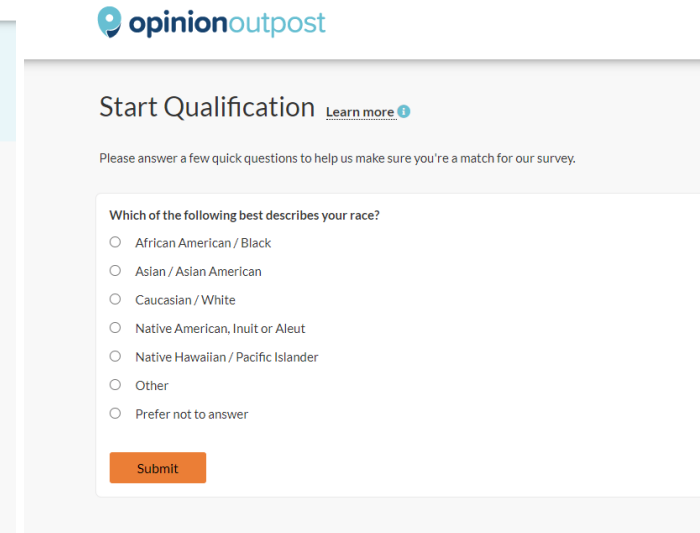 opinionoutpost
Start Qualification Learn more i
Please answer a few quick questions to help us make sure you're a match for our survey.
Which of the following best describes your race?
African American / Black
Asian / Asian American
Caucasian / White
Native American, Inuit or Aleut
Native Hawaiian / Pacific Islander
Other
Prefer not to answer
Submit